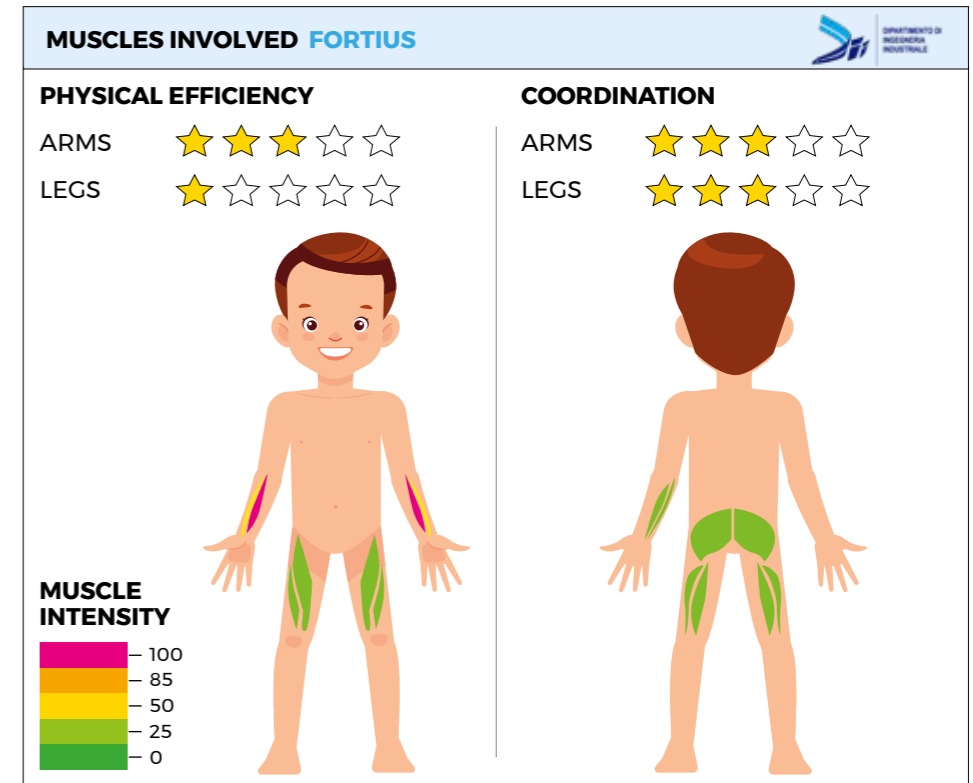 MUSCLES INVOLVED FORTIUS
DIPARTIMENTO DI
INGEGNERIA
INDUSTRIALE
PHYSICAL EFFICIENCY
ARMS
LEGS
COORDINATION
ARMS
LEGS
MUSCLE
INTENSITY
100
85
50
25
0